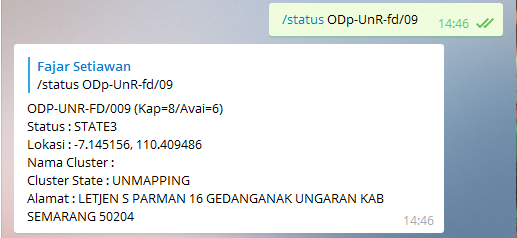 /status ODp-UnR-fd/09
14:46
Fajar Setiawan
/status ODp-UnR-fd/09
ODP-UNR-FD/009 (Kap=8/Avai=6)
Status : STATE3
Lokasi : -7.145156, 110.409486
Nama Cluster :
Cluster State : UNMAPPING
Alamat : LETJEN S PARMAN 16 GEDANGANAK UNGARAN KAB
SEMARANG 50204
14:46